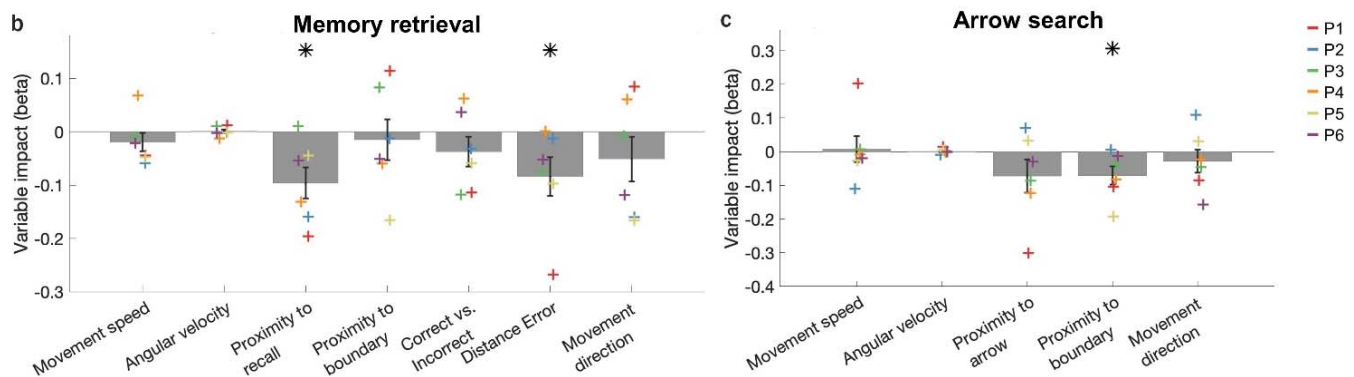 b
Memory retrieval
Variable impact (beta)
0.1
0
-0.1
-0.2
-0.3
Movement speed
Angular velocity
Proximity to
recall
Proximity to
boundary
Correct vs.
Incorrect
Distance Error
Movement
direction
c
Arrow search
Variable impact (beta)
0.3
0.2
0.1
0
-0.1
-0.2
-0.3
-0.4
Movement speed
Angular velocity
Proximity to
arrow
Proximity to
boundary
Movement
direction
P1
P2
P3
P4
P5
P6